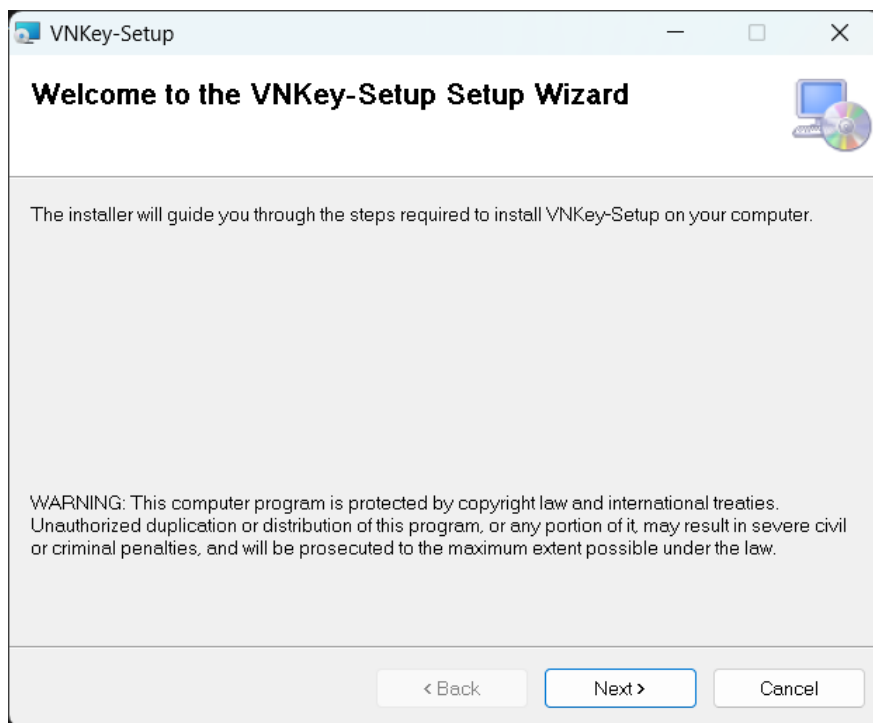 VNKey-Setup
Welcome to the VNKey-Setup Setup Wizard
The installer will guide you through the steps required to install VNKey-Setup on your computer.
WARNING: This computer program is protected by copyright law and international treaties.
Unauthorized duplication or distribution of this program, or any portion of it, may result in severe civil
or criminal penalties, and will be prosecuted to the maximum extent possible under the law.
< Back Next > Cancel